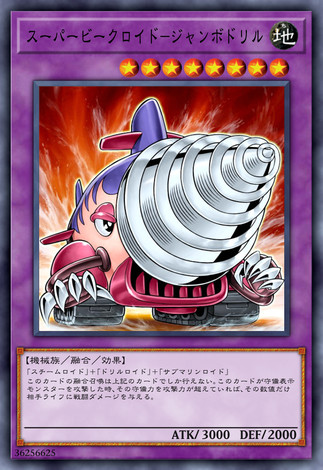 スーパービークロイド－ジャンボドリル
地
【機械族／融合／効果】
「スチームロイド」＋「ドリルロイド」＋「サブマリンロイド」
このカードの融合召喚は上記のカードでしか行えない。このカードが守備表示
モンスターを攻撃した時、その守備力を攻撃力が超えていれば、その数値だけ
相手ライフに戦闘ダメージを与える。
ATK/ 3000 DEF/ 2000
36256625